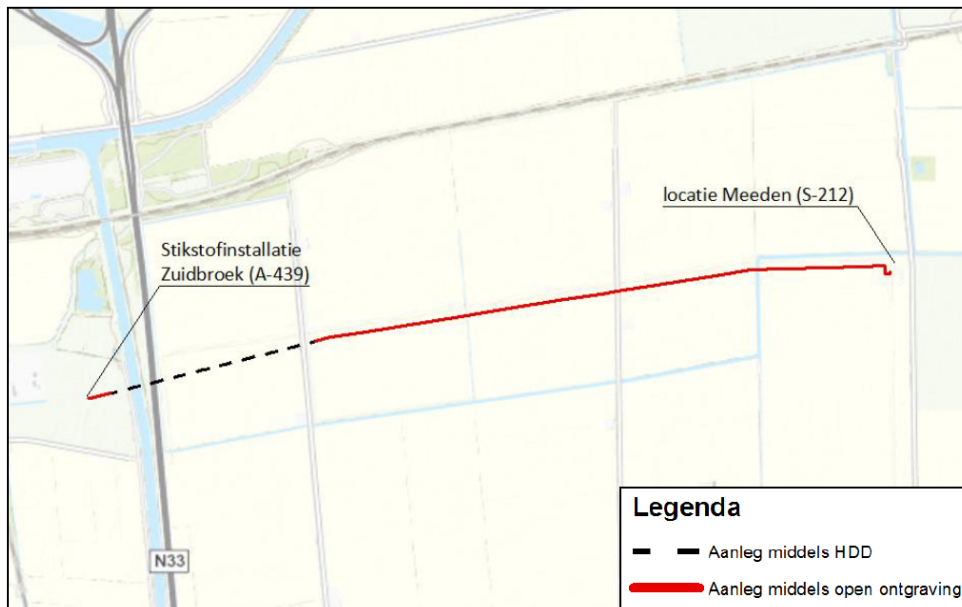 locatie Meeden (S-212)
Stikstofinstallatie
Zuidbroek (A-439)
N33
Legenda
Aanleg middels HDD
Aanleg middels open ontgraving